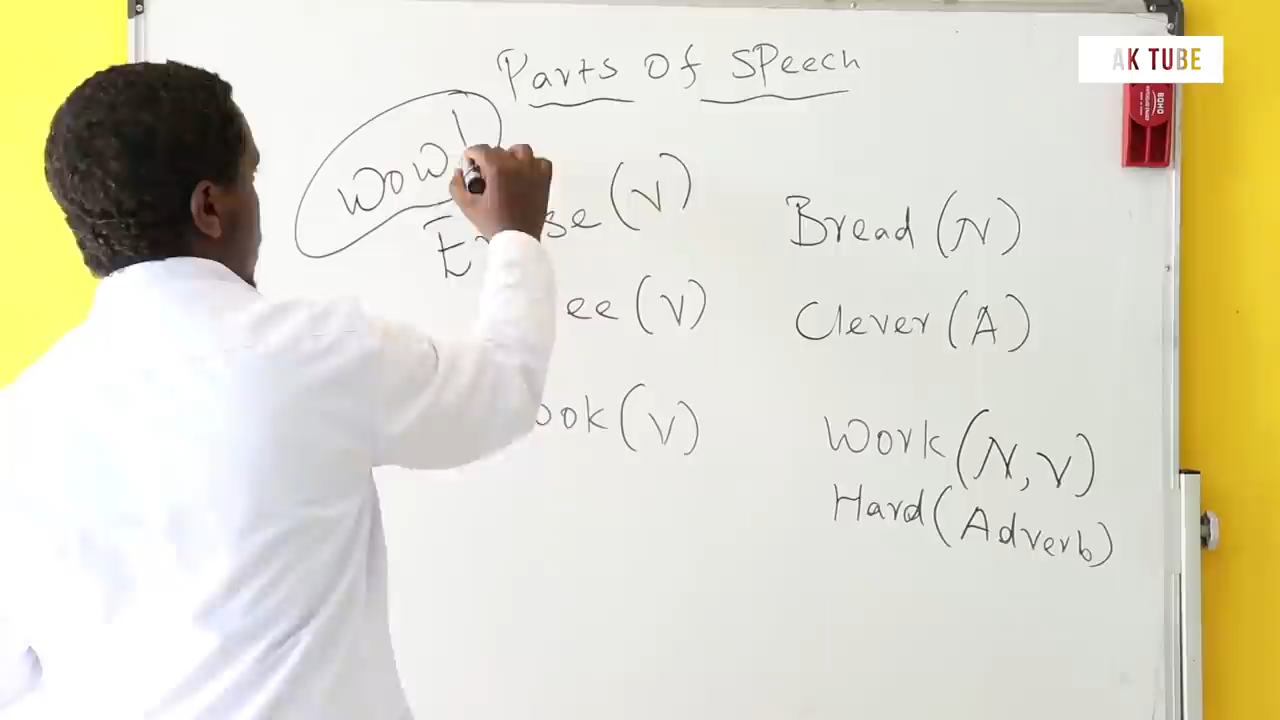 AK TUBE
Parts Of SPeech
Wow!
(V)
Bread (N)
(V)
Clever (A)
(V)
Work (N, V)
Hard (Adverb)